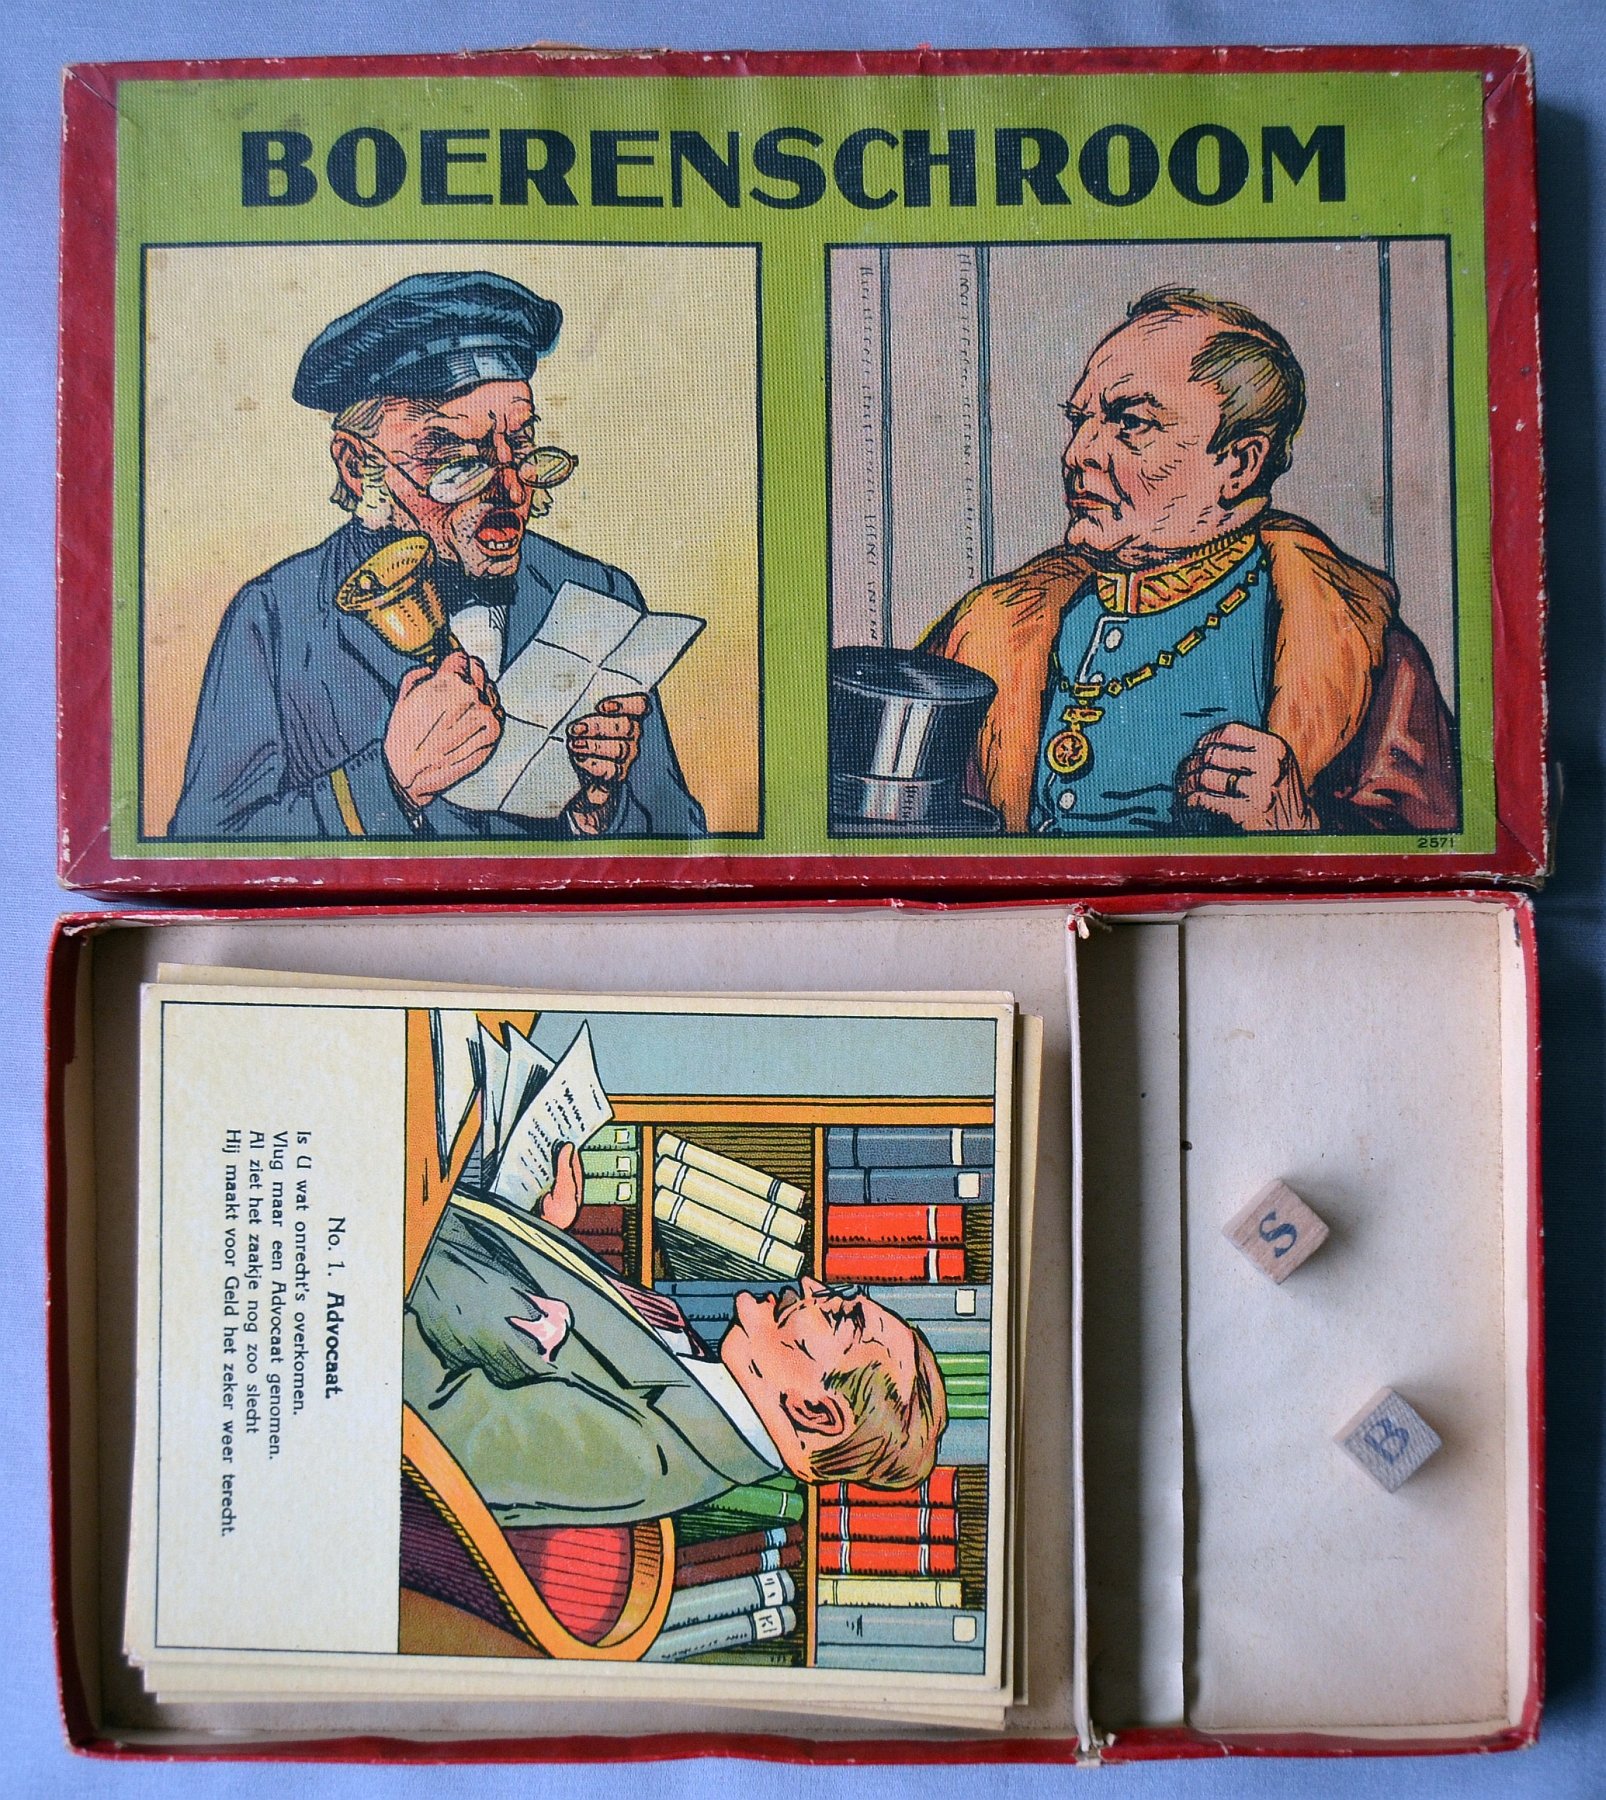 BOERENSCHROOM
2571
No. 1. Advocaat.
Is U wat onrecht's overkomen.
Vlug maar een Advocaat genomen.
Al ziet het zaakje nog zoo slecht
Hij maakt voor Geld het zeker weer terecht.
S
B